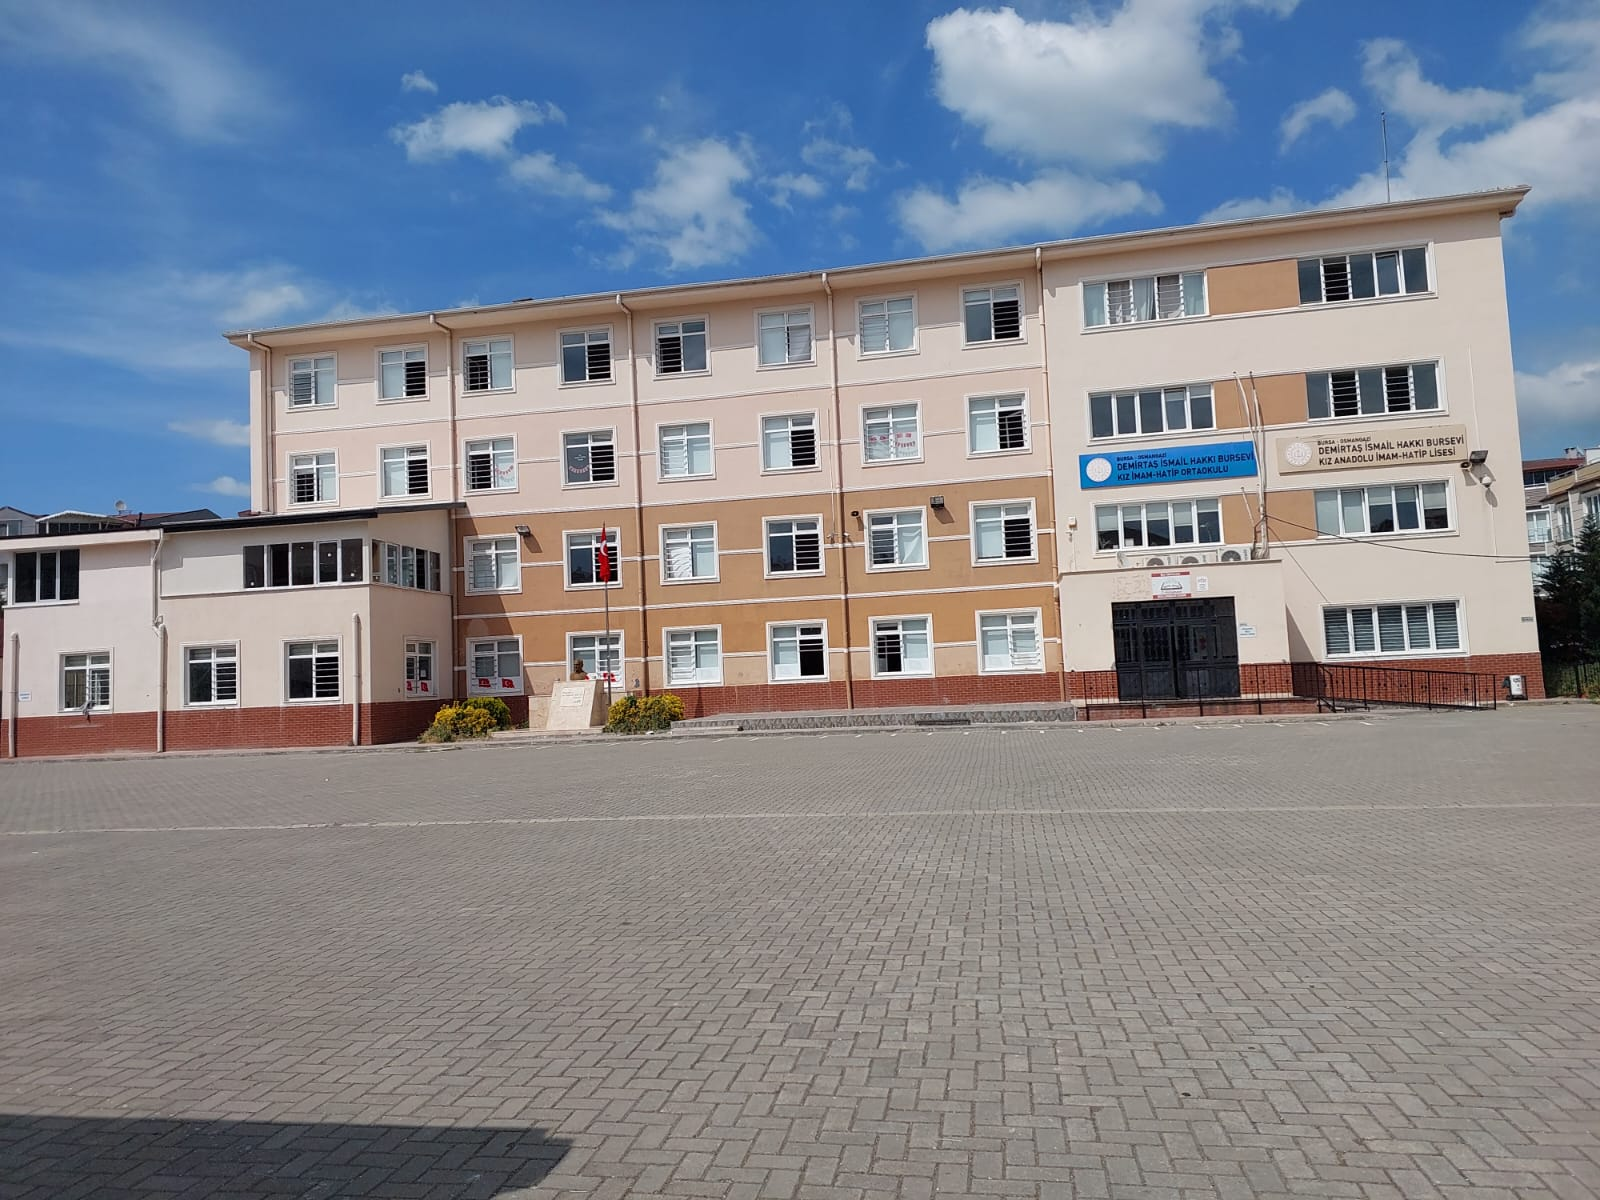 BURSA - OSMANGAZİ
DEMİRTAŞ İSMAİL HAKKI BURSEVİ
KIZ İMAM-HATİP ORTAOKULU
BURSA - OSMANGAZİ
DEMİRTAŞ İSMAİL HAKKI BURSEVİ
KIZ ANADOLU İMAM-HATİP LİSESİ